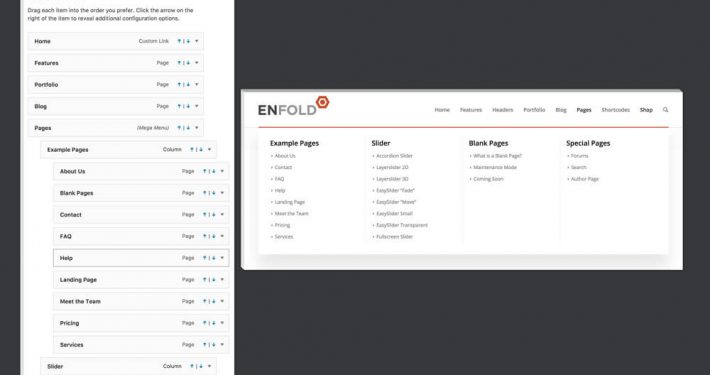 Drag each item into the order you prefer. Click the arrow on the
right of the item to reveal additional configuration options.
Home Custom Link
Features Page
Portfolio Page
Blog Page
Pages (Mega Menu)
Example Pages Column
About Us Page
Blank Pages Page
Contact Page
FAQ Page
Help Page
Landing Page Page
Meet the Team Page
Pricing Page
Services Page
Slider Column
ENFOLD
Home Features Headers Portfolio Blog Pages Shortcodes Shop
Example Pages
About Us
Contact
FAQ
Help
Landing Page
Meet the Team
Pricing
Services
Slider
Accordion Slider
Layerslider 2D
Layerslider 3D
EasySlider "Fade"
EasySlider "Move"
EasySlider Small
EasySlider Transparent
Fullscreen Slider
Blank Pages
What is a Blank Page?
Maintenance Mode
Coming Soon
Special Pages
Forums
Search
Author Page